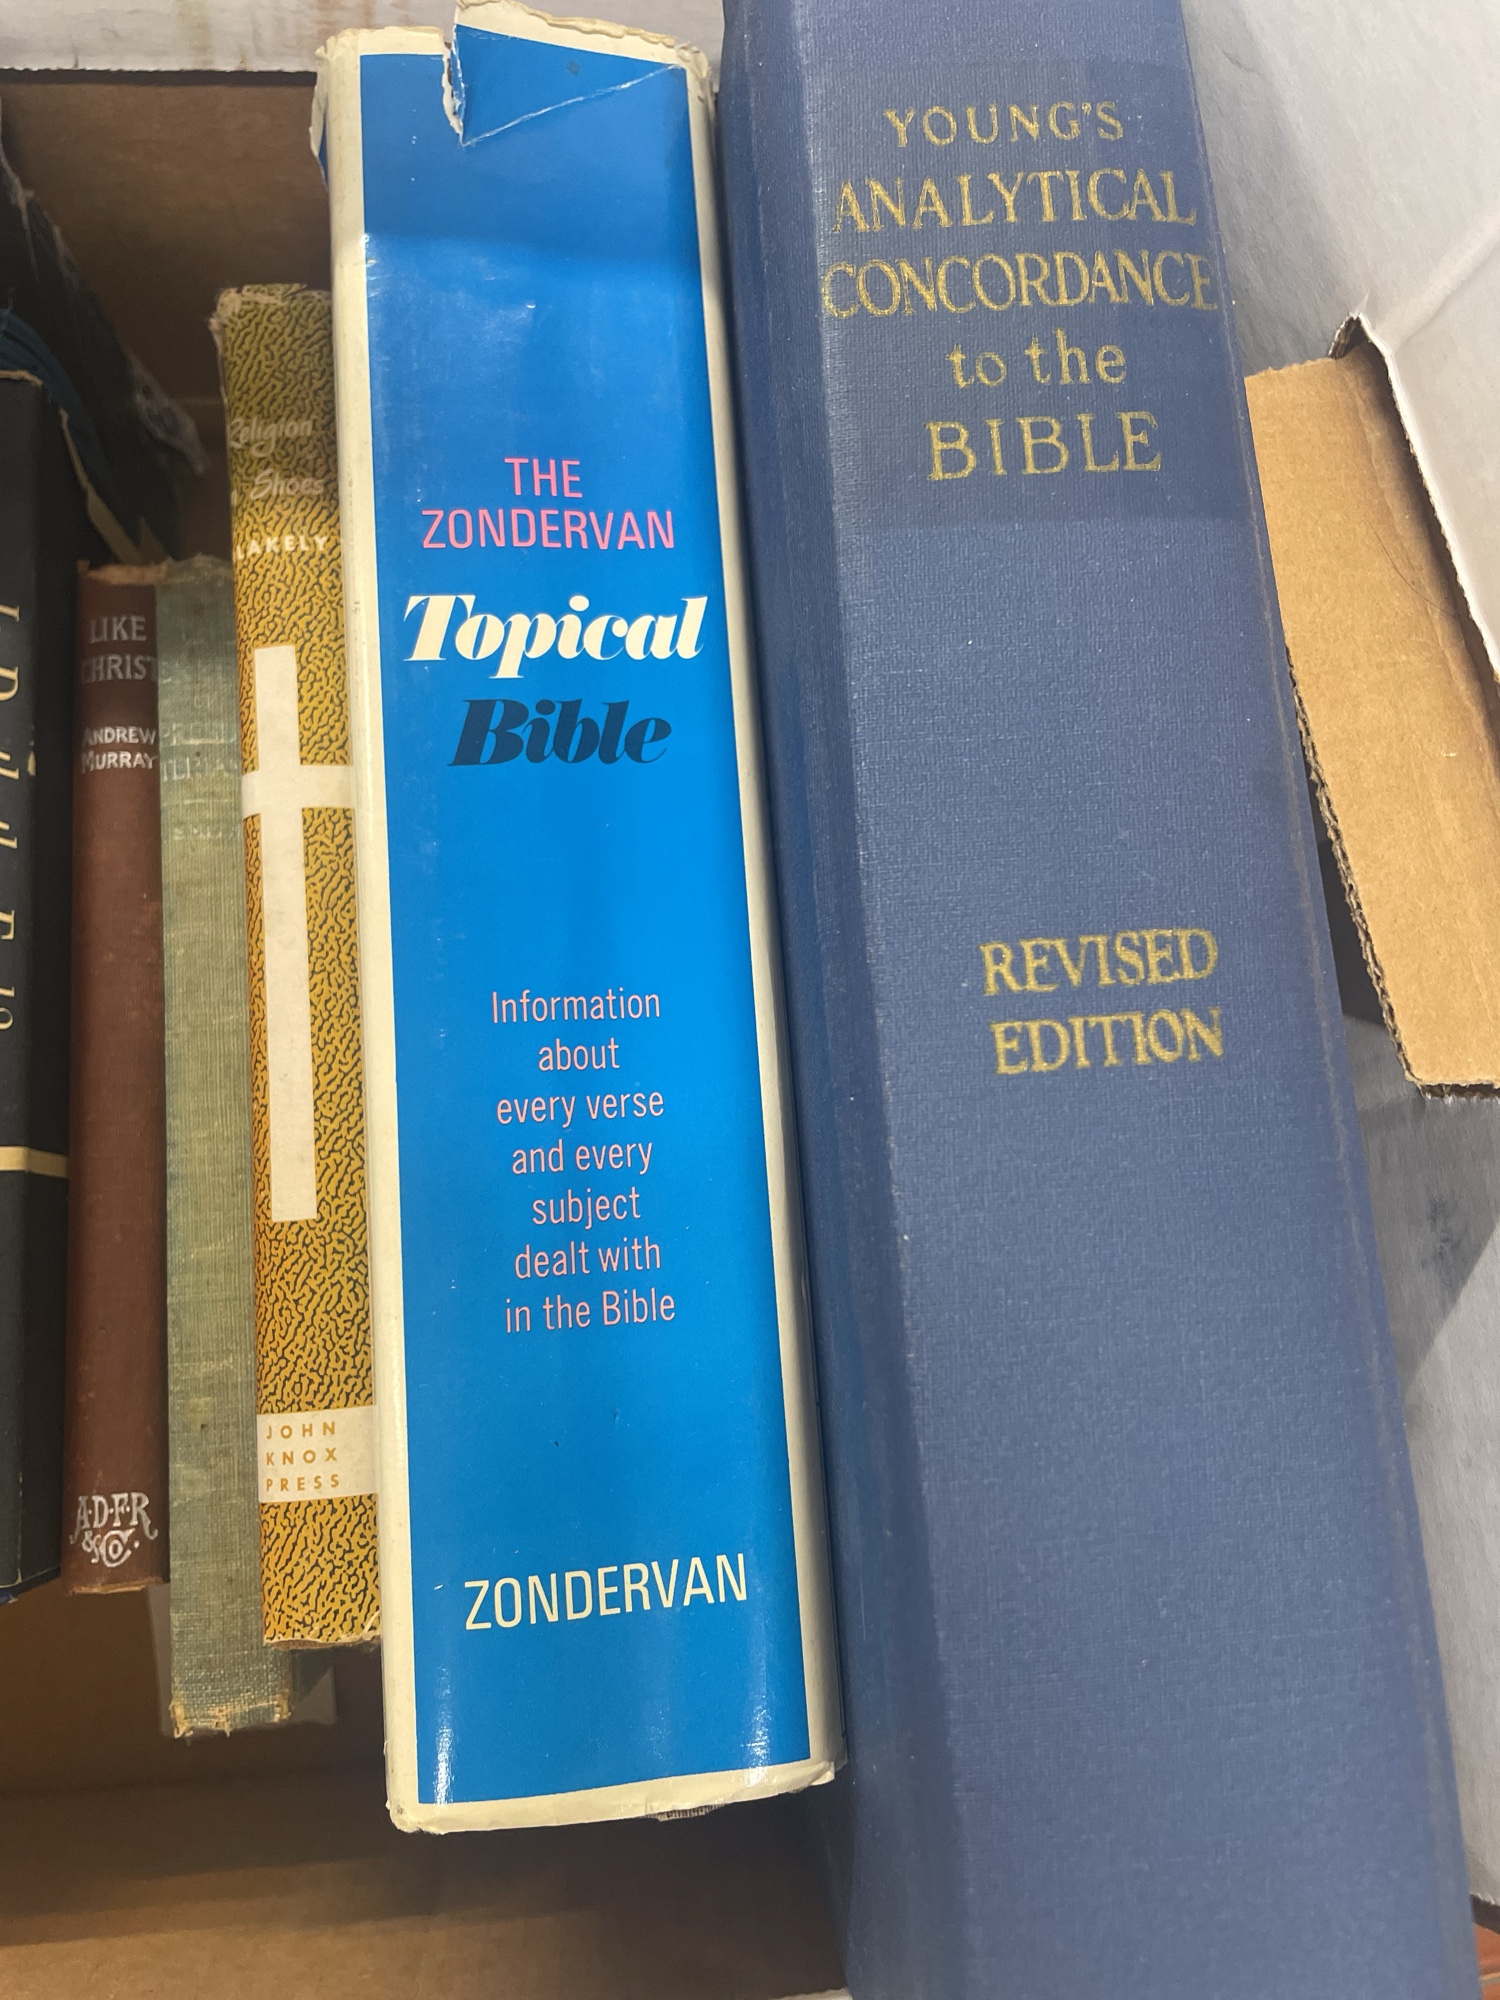 LIKE
CHRIST
ANDREW
MURRAY
A·D·F·R
& Co.
Religion
Shoes
LAKELY
JOHN
KNOX
PRESS
THE
ZONDERVAN
Topical
Bible
Information
about
every verse
and every
subject
dealt with
in the Bible
ZONDERVAN
YOUNG'S
ANALYTICAL
CONCORDANCE
to the
BIBLE
REVISED
EDITION